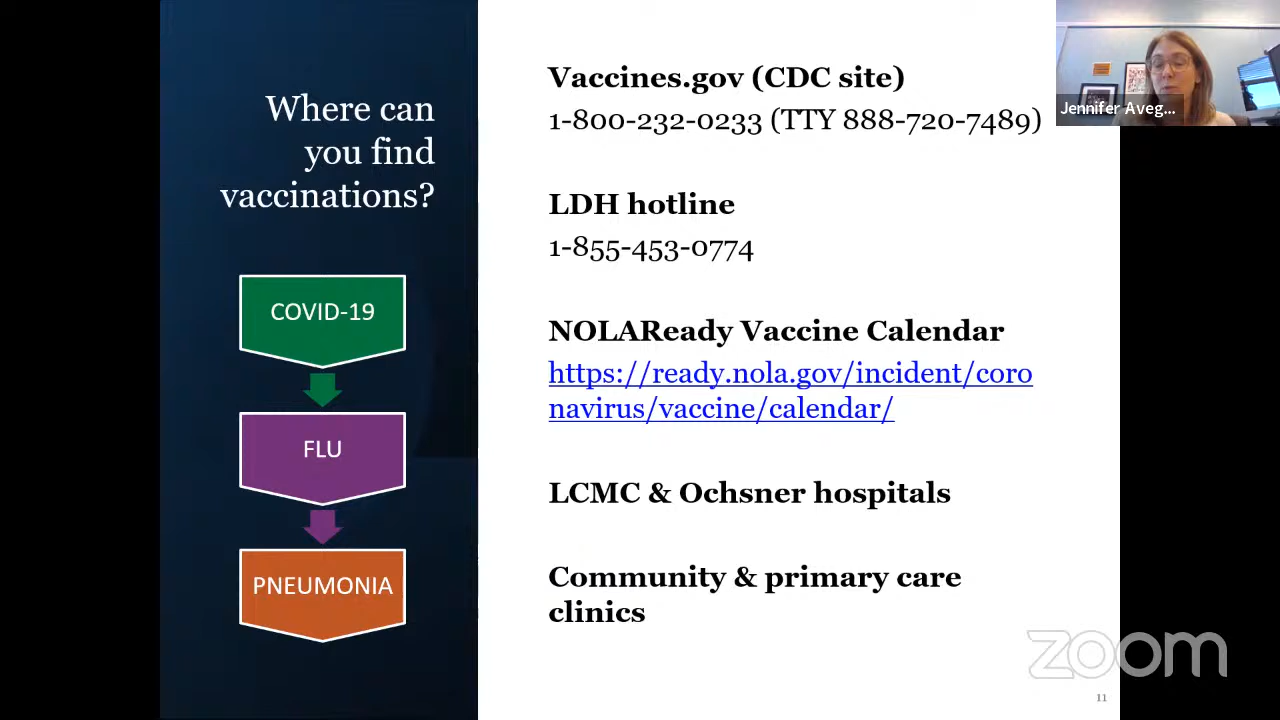 Where can
you find
vaccinations?
COVID-19
FLU
PNEUMONIA
Vaccines.gov (CDC site)
1-800-232-0233 (TTY 888-720-7489)
LDH hotline
1-855-453-0774
NOLAReady Vaccine Calendar
https://ready.nola.gov/incident/coro
navirus/vaccine/calendar/
LCMC & Ochsner hospitals
Community & primary care
clinics
Jennifer Aveg...
zoom
11